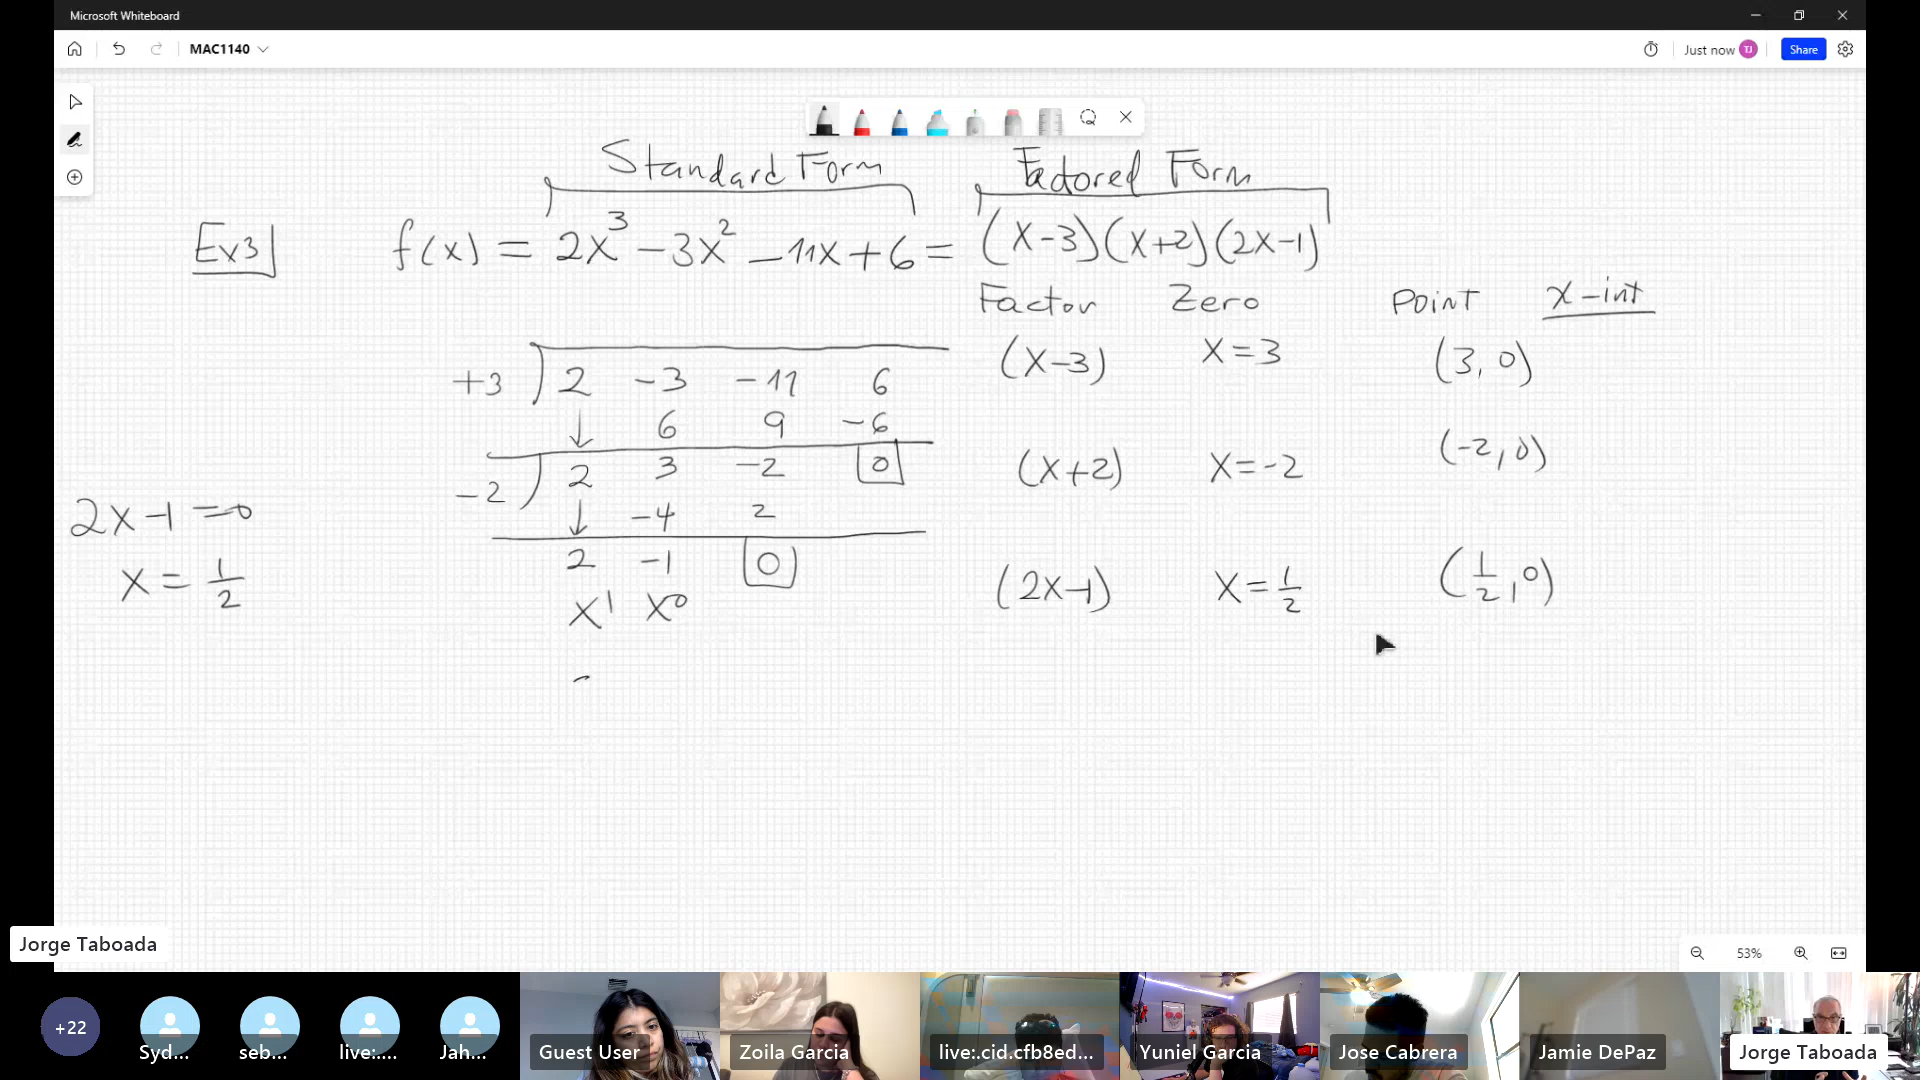 Microsoft Whiteboard
MAC1140
Just now TJ Share
Standard Form Factored Form
Ex3 f(x) = 2x³ -3x² -11x+6 = (x-3)(x+2)(2x-1)
Factor Zero Point x-int
(x-3) x=3 (3,0)
+3 2 -3 -11 6
↓ 6 9 -6
(x+2) x=-2 (-2,0)
-2 2 3 -2 0
↓ -4 2
2x-1=0
2 -1 0
x = 1/2
(2x-1) x=1/2 (1/2,0)
x¹ x⁰
Jorge Taboada
53%
+22 Syd... seb... live:.... Jah... Guest User Zoila Garcia live:.cid.cfb8ed... Yuniel Garcia Jose Cabrera Jamie DePaz Jorge Taboada